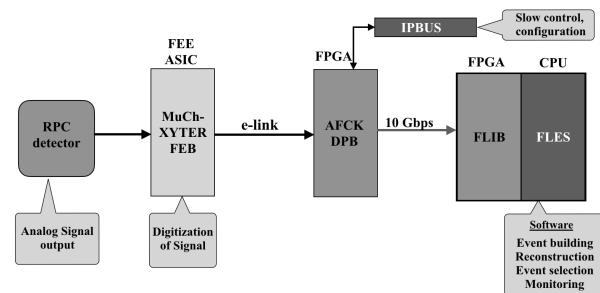 IPBUS
Slow control,
configuration
FEE
ASIC
FPGA
FPGA
CPU
RPC
detector
MuCh-
XYTER
FEB
e-link
AFCK
DPB
10 Gbps
FLIB
FLES
Analog Signal
output
Digitization
of Signal
Software
Event building
Reconstruction
Event selection
Monitoring